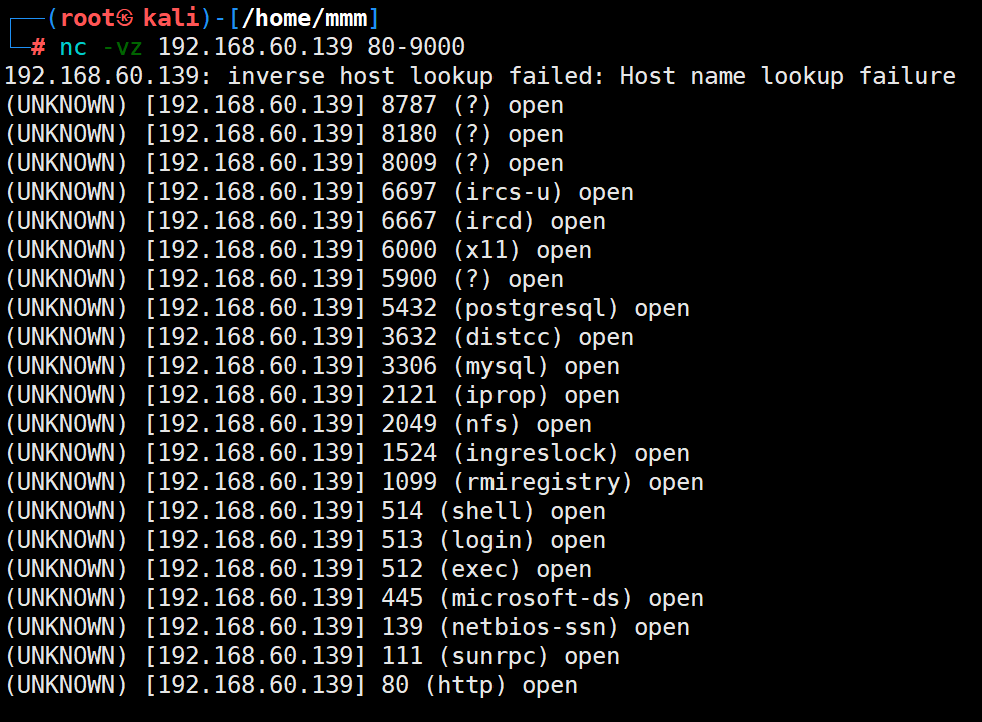 ┌──(root㉿kali)-[/home/mmm]
└─# nc -vz 192.168.60.139 80-9000
192.168.60.139: inverse host lookup failed: Host name lookup failure
(UNKNOWN) [192.168.60.139] 8787 (?) open
(UNKNOWN) [192.168.60.139] 8180 (?) open
(UNKNOWN) [192.168.60.139] 8009 (?) open
(UNKNOWN) [192.168.60.139] 6697 (ircs-u) open
(UNKNOWN) [192.168.60.139] 6667 (ircd) open
(UNKNOWN) [192.168.60.139] 6000 (x11) open
(UNKNOWN) [192.168.60.139] 5900 (?) open
(UNKNOWN) [192.168.60.139] 5432 (postgresql) open
(UNKNOWN) [192.168.60.139] 3632 (distcc) open
(UNKNOWN) [192.168.60.139] 3306 (mysql) open
(UNKNOWN) [192.168.60.139] 2121 (iprop) open
(UNKNOWN) [192.168.60.139] 2049 (nfs) open
(UNKNOWN) [192.168.60.139] 1524 (ingreslock) open
(UNKNOWN) [192.168.60.139] 1099 (rmiregistry) open
(UNKNOWN) [192.168.60.139] 514 (shell) open
(UNKNOWN) [192.168.60.139] 513 (login) open
(UNKNOWN) [192.168.60.139] 512 (exec) open
(UNKNOWN) [192.168.60.139] 445 (microsoft-ds) open
(UNKNOWN) [192.168.60.139] 139 (netbios-ssn) open
(UNKNOWN) [192.168.60.139] 111 (sunrpc) open
(UNKNOWN) [192.168.60.139] 80 (http) open